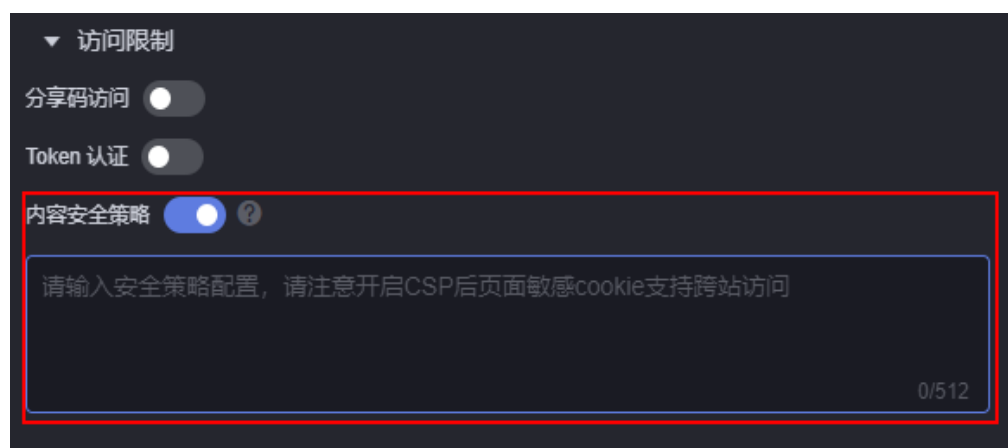 访问限制
分享码访问
Token 认证
内容安全策略
请输入安全策略配置，请注意开启CSP后页面敏感cookie支持跨站访问
0/512